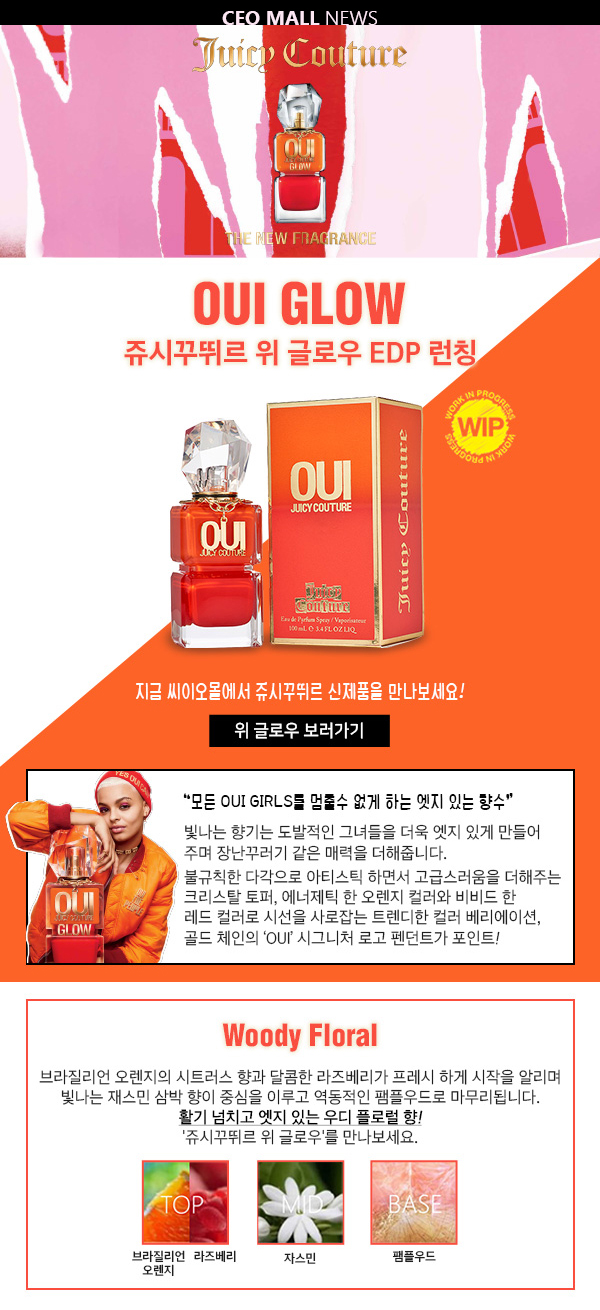 CEO MALL NEWS
Juicy Couture
OUI
GLOW
THE NEW FRAGRANCE
OUI GLOW
쥬시꾸뛰르 위 글로우 EDP 런칭
WORK IN PROGRESS
WIP
WORK IN PROGRESS
OUI
JUICY COUTURE
OUI
JUICY COUTURE
Juicy Couture
Juicy
Couture
Eau de Parfum Spray / Vaporisateur
100 mL ℮ 3.4 FL OZ LIQ
지금 씨이오몰에서 쥬시꾸뛰르 신제품을 만나보세요!
위 글로우 보러가기
YES OUI CA
OUI
JUICY COUTURE
GLOW
“모든 OUI GIRLS를 멈출수 없게 하는 엣지 있는 향수”
빛나는 향기는 도발적인 그녀들을 더욱 엣지 있게 만들어
주며 장난꾸러기 같은 매력을 더해줍니다.
불규칙한 다각으로 아티스틱 하면서 고급스러움을 더해주는
크리스탈 토퍼, 에너제틱 한 오렌지 컬러와 비비드 한
레드 컬러로 시선을 사로잡는 트렌디한 컬러 베리에이션,
골드 체인의 ‘OUI’ 시그니처 로고 펜던트가 포인트!
Woody Floral
브라질리언 오렌지의 시트러스 향과 달콤한 라즈베리가 프레시 하게 시작을 알리며
빛나는 재스민 삼박 향이 중심을 이루고 역동적인 팸플우드로 마무리됩니다.
활기 넘치고 엣지 있는 우디 플로럴 향!
'쥬시꾸뛰르 위 글로우'를 만나보세요.
TOP
MID
BASE
브라질리언 라즈베리
오렌지
자스민
팸플우드